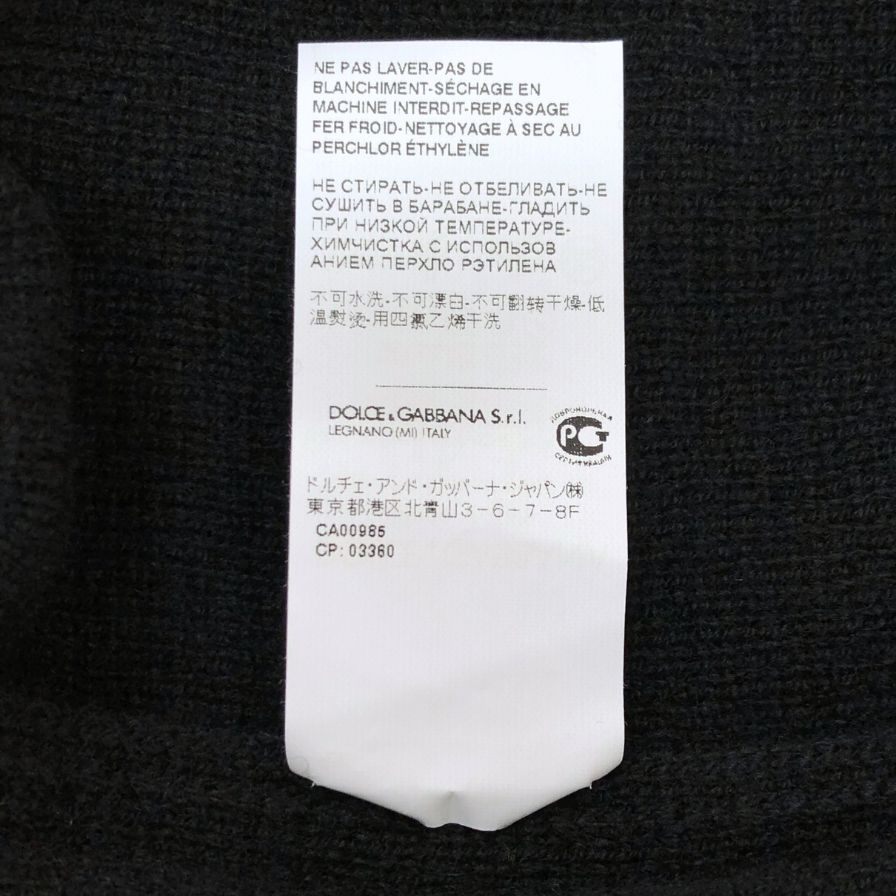 NE PAS LAVER-PAS DE
BLANCHIMENT-SÉCHAGE EN
MACHINE INTERDIT-REPASSAGE
FER FROID-NETTOYAGE À SEC AU
PERCHLOR ÉTHYLÈNE
НЕ СТИРАТЬ-НЕ ОТБЕЛИВАТЬ-НЕ
СУШИТЬ В БАРАБАНЕ-ГЛАДИТЬ
ПРИ НИЗКОЙ ТЕМПЕРАТУРЕ-
ХИМЧИСТКА С ИСПОЛЬЗОВ
АНИЕМ ПЕРХЛО РЭТИЛЕНА
不可水洗-不可漂白-不可翻转干燥-低
温熨烫-用四氯乙烯干洗
DOLCE & GABBANA S.r.l.
LEGNANO (MI) ITALY
ДОБРОВОЛЬНАЯ
РСТ
СЕРТИФИКАЦИЯ
ドルチェ・アンド・ガッバーナ・ジャパン㈱
東京都港区北青山3-6-7-8F
CA00985
CP: 03360